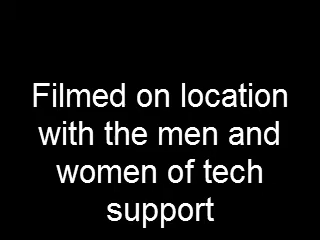 Filmed on location
with the men and
women of tech
support